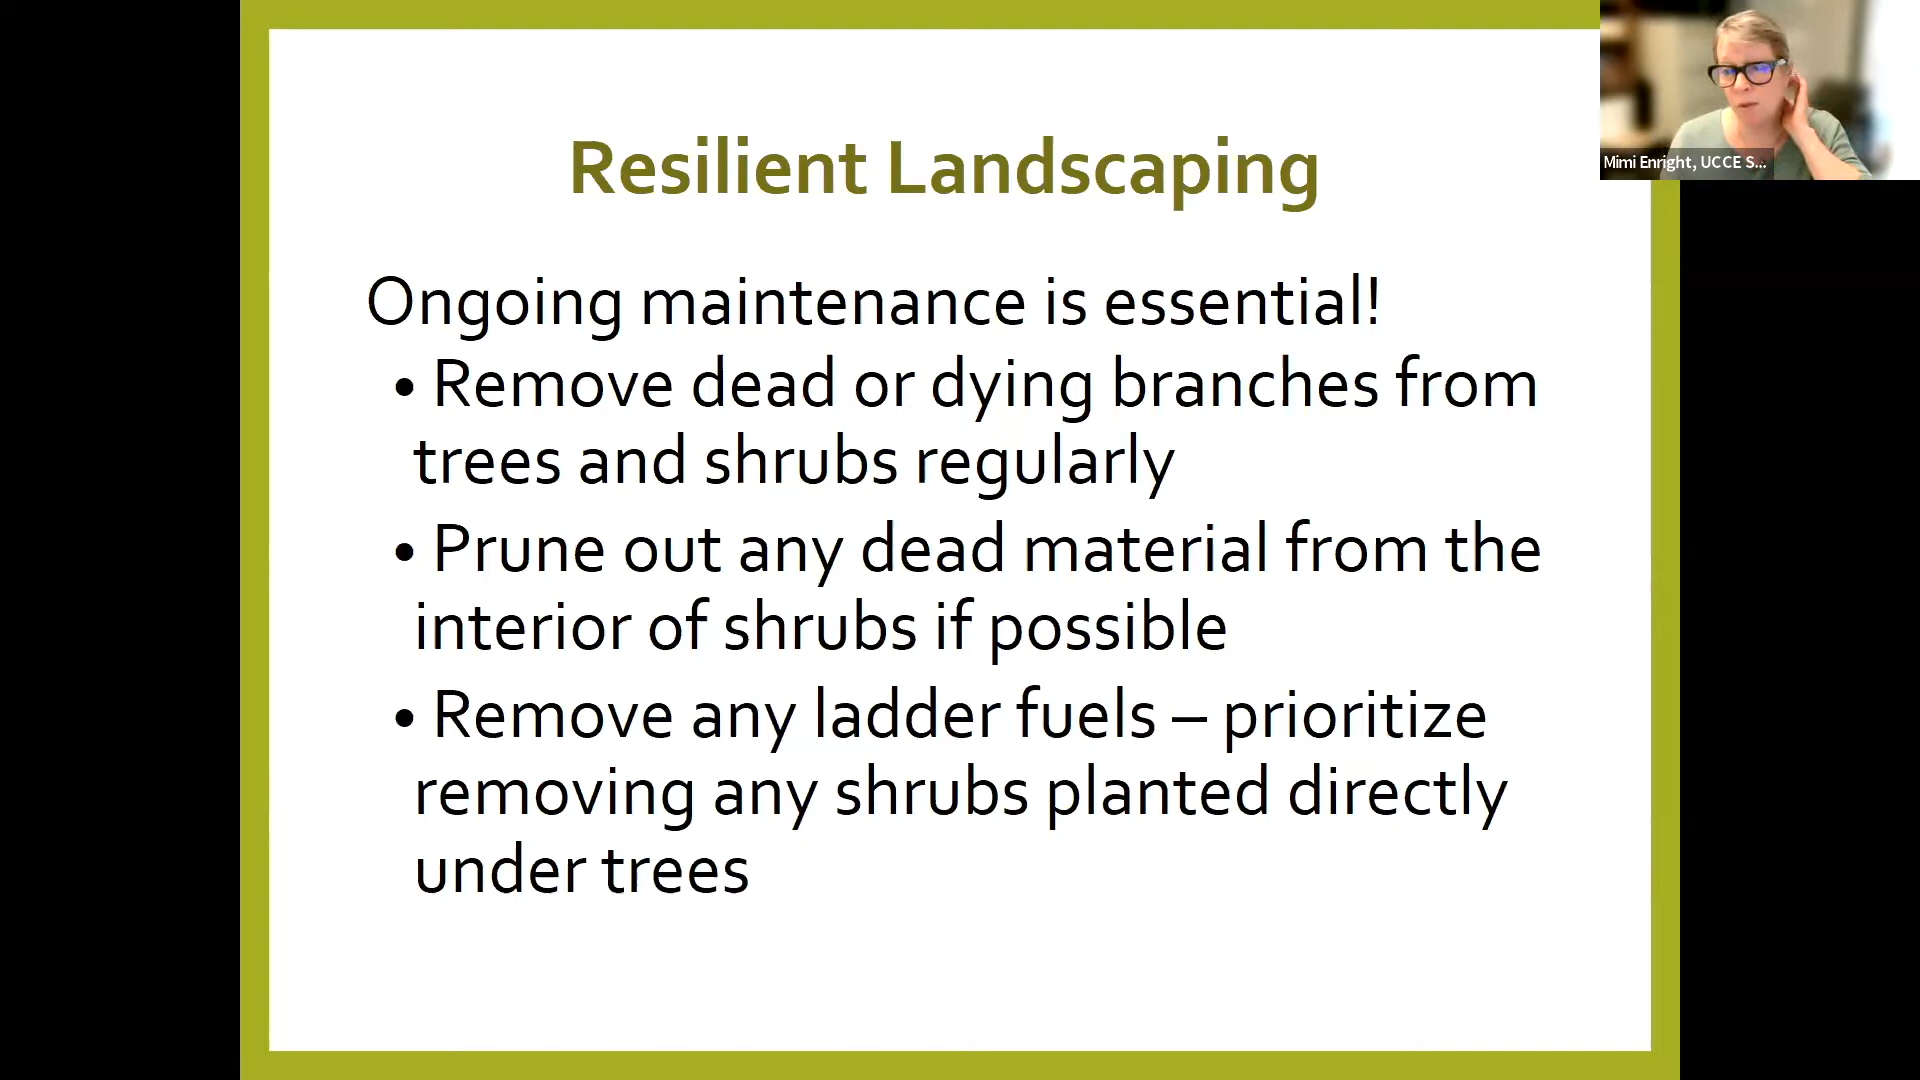 Resilient Landscaping
Mimi Enright, UCCE S...
Ongoing maintenance is essential!
• Remove dead or dying branches from
trees and shrubs regularly
• Prune out any dead material from the
interior of shrubs if possible
• Remove any ladder fuels – prioritize
removing any shrubs planted directly
under trees